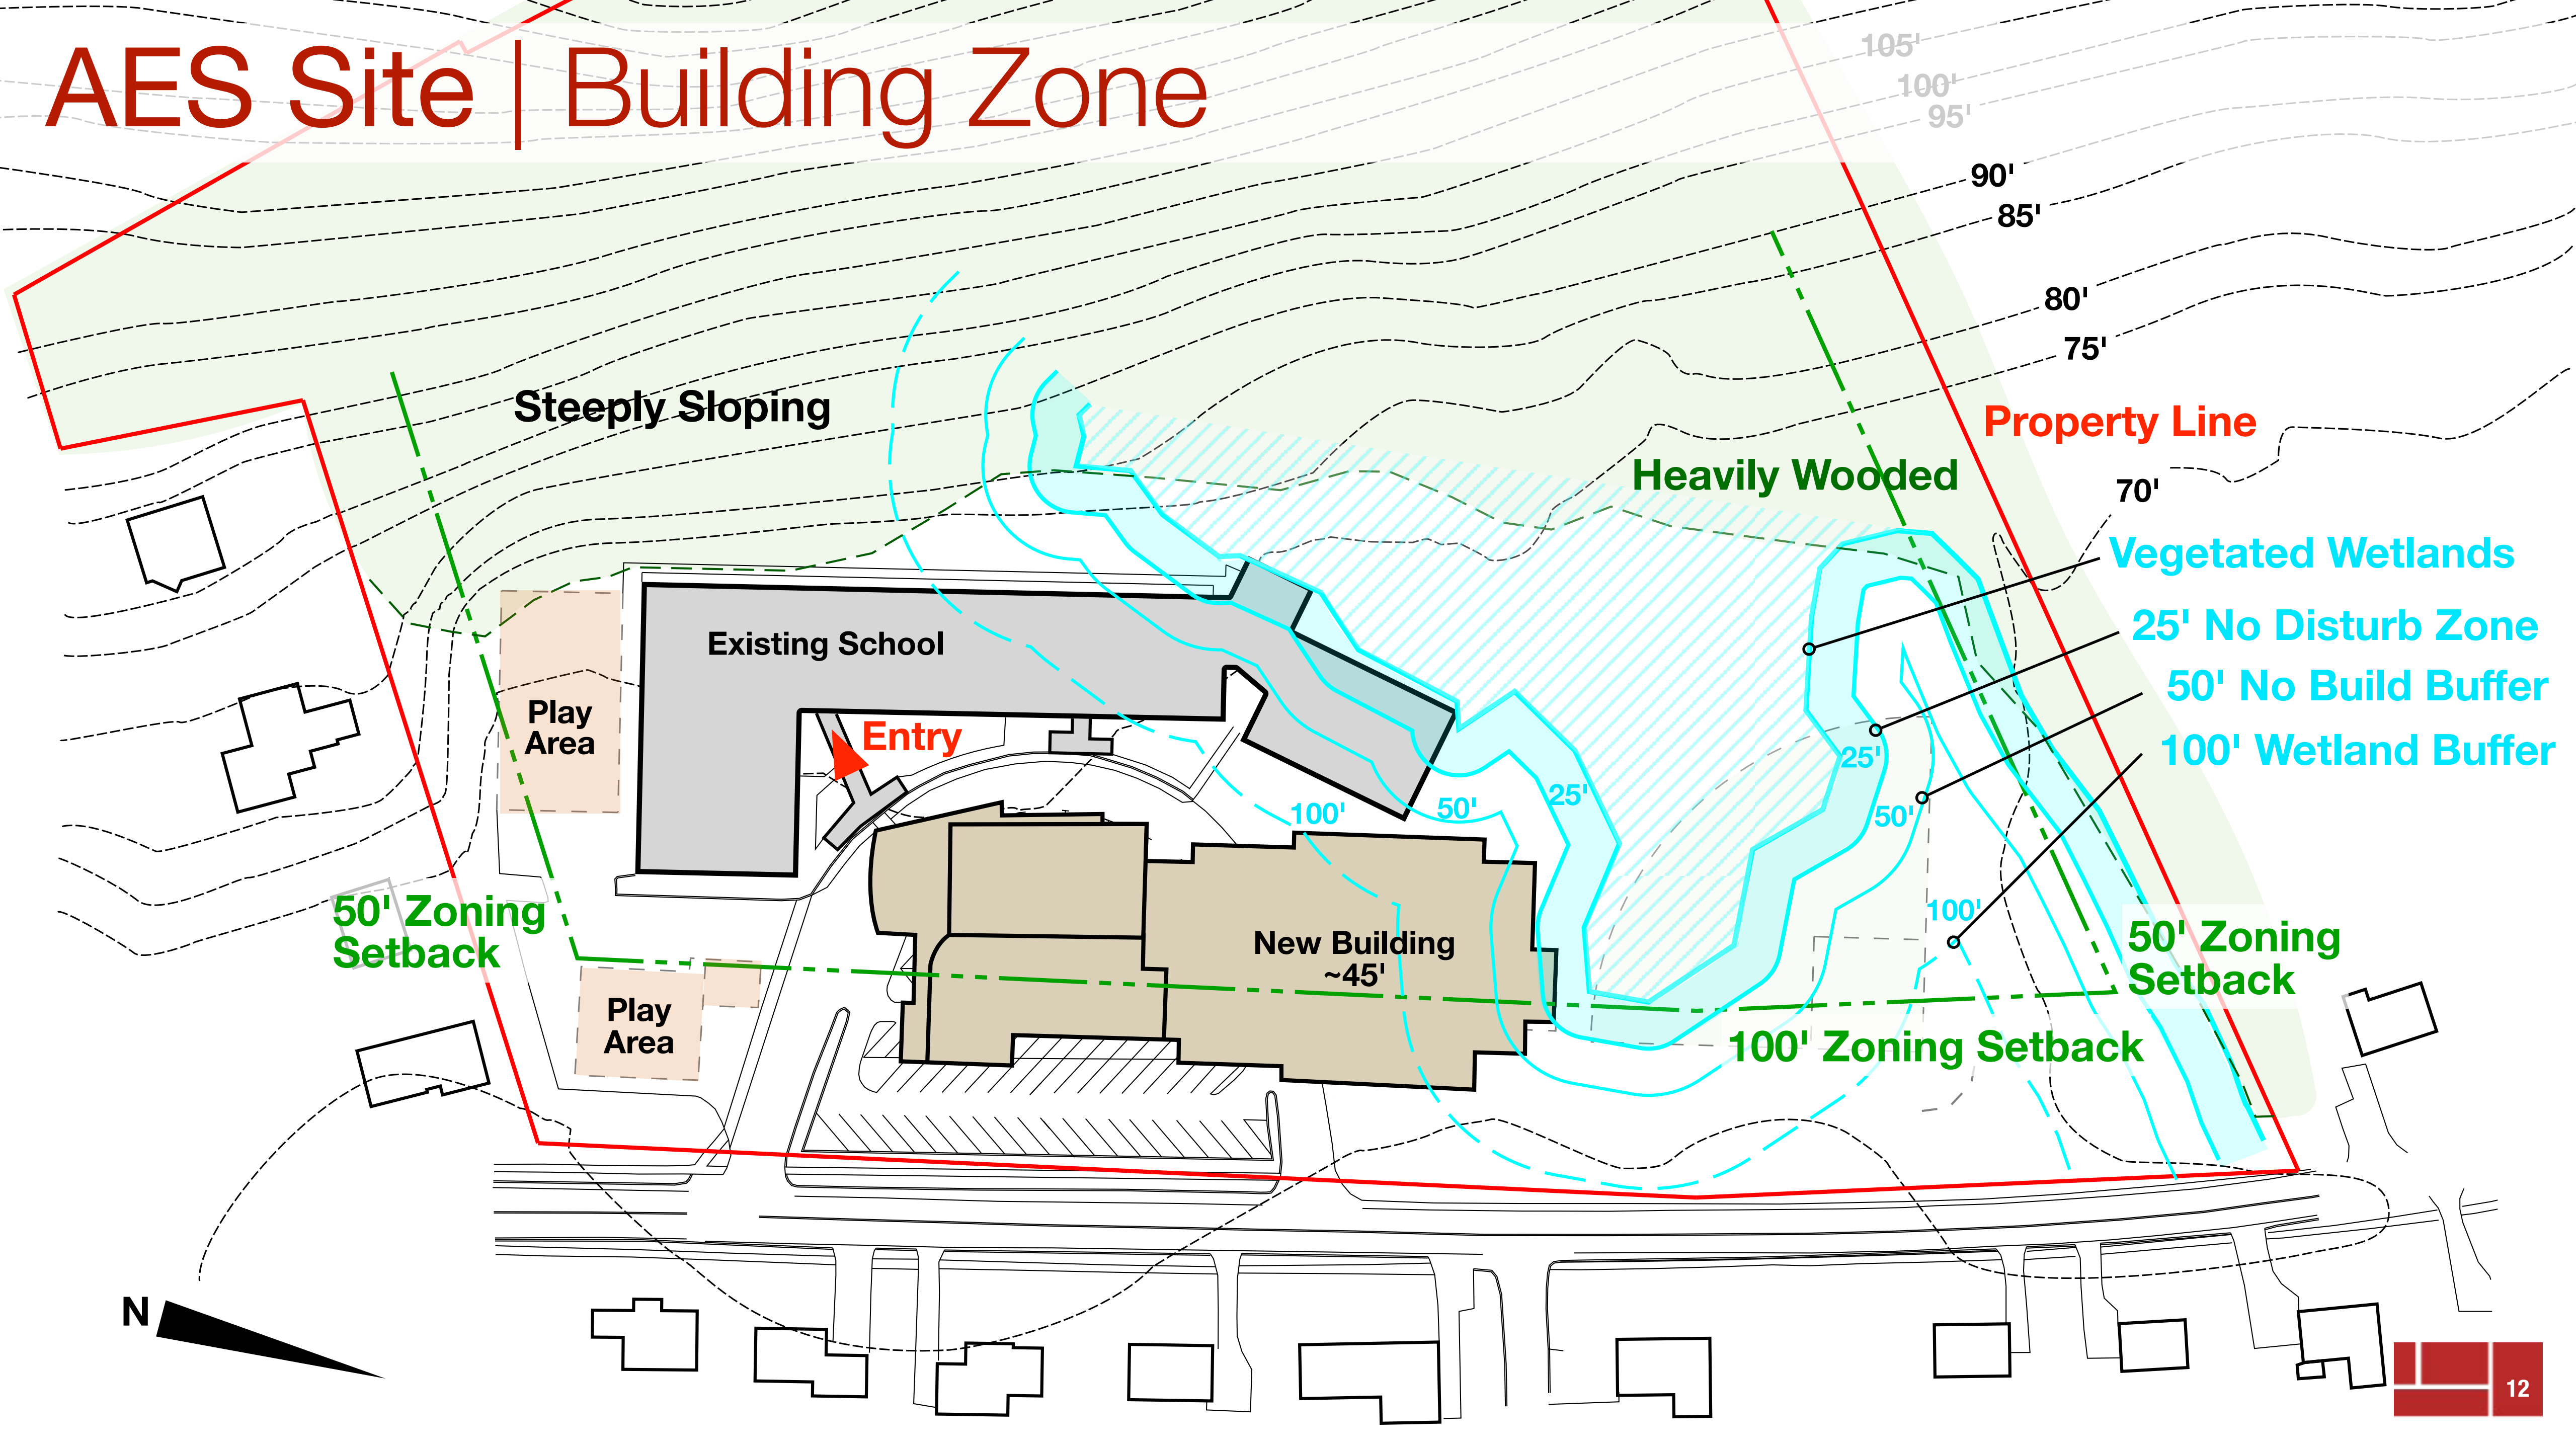 AES Site | Building Zone
105'
100'
95'
90'
85'
80'
75'
70'
Steeply Sloping
Property Line
Heavily Wooded
Vegetated Wetlands
25' No Disturb Zone
50' No Build Buffer
100' Wetland Buffer
Existing School
Play
Area
Entry
25'
50'
100'
25'
50'
100'
50' Zoning
Setback
New Building
~45'
50' Zoning
Setback
Play
Area
100' Zoning Setback
N
12